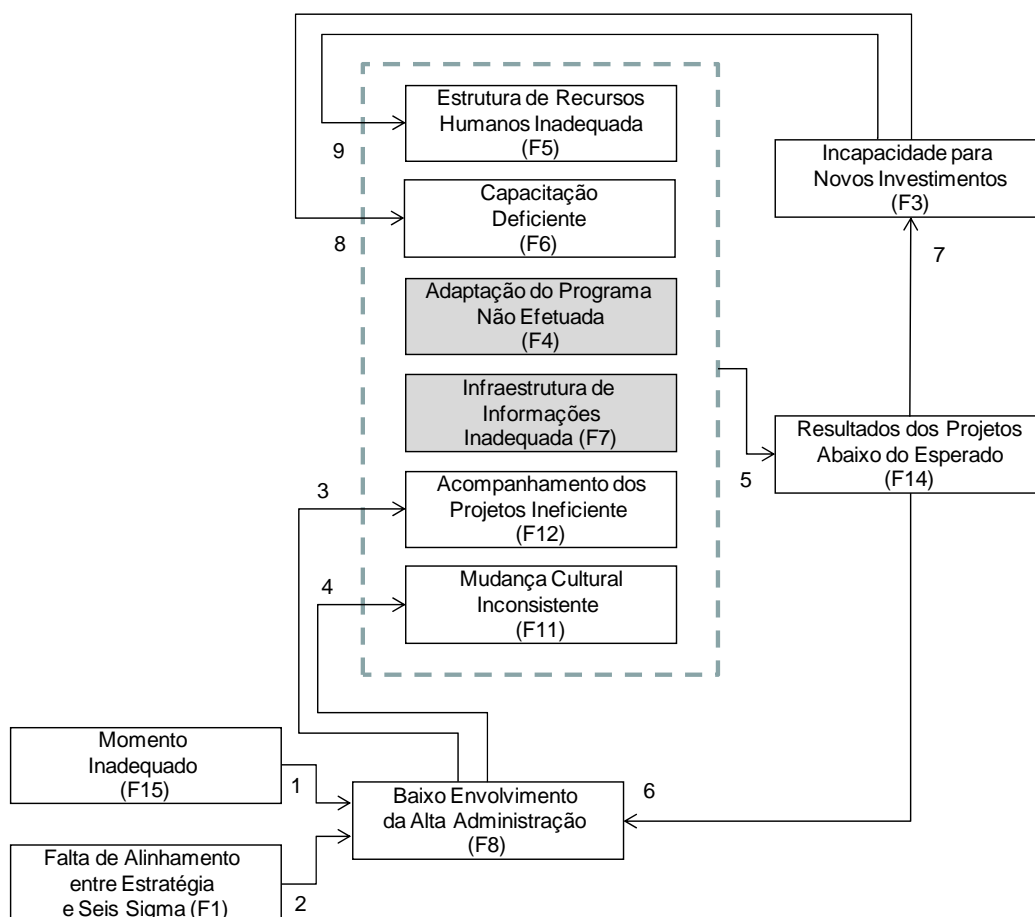 Estrutura de Recursos
Humanos Inadequada
(F5)
9
Capacitação
Deficiente
(F6)
8
Adaptação do Programa
Não Efetuada
(F4)
Infraestrutura de
Informações
Inadequada (F7)
3
Acompanhamento dos
Projetos Ineficiente
(F12)
4
Mudança Cultural
Inconsistente
(F11)
Incapacidade para
Novos Investimentos
(F3)
7
Resultados dos Projetos
Abaixo do Esperado
(F14)
5
Momento
Inadequado
(F15)
1
Baixo Envolvimento
da Alta Administração
(F8)
6
Falta de Alinhamento
entre Estratégia
e Seis Sigma (F1)
2